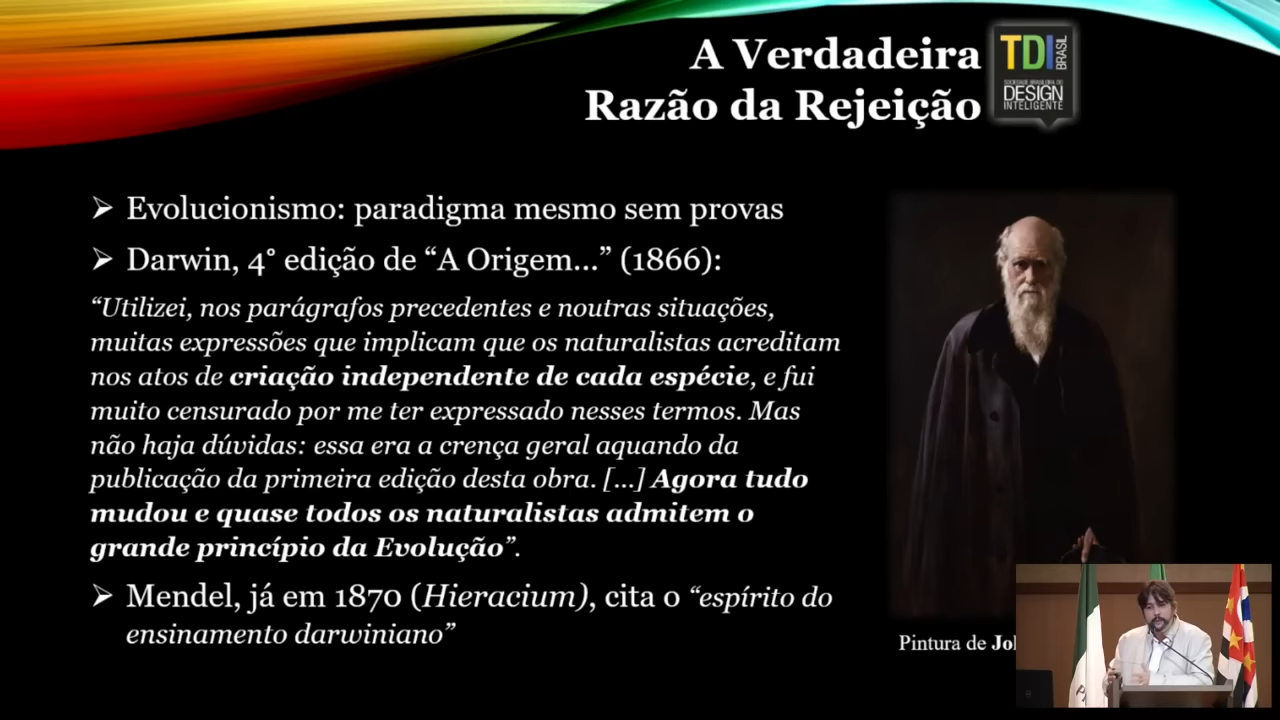 A Verdadeira
Razão da Rejeição
TDI BRASIL
SOCIEDADE BRASILEIRA DO
DESIGN
INTELIGENTE
➢ Evolucionismo: paradigma mesmo sem provas
➢ Darwin, 4° edição de “A Origem...” (1866):
“Utilizei, nos parágrafos precedentes e noutras situações,
muitas expressões que implicam que os naturalistas acreditam
nos atos de criação independente de cada espécie, e fui
muito censurado por me ter expressado nesses termos. Mas
não haja dúvidas: essa era a crença geral aquando da
publicação da primeira edição desta obra. [...] Agora tudo
mudou e quase todos os naturalistas admitem o
grande princípio da Evolução”.
➢ Mendel, já em 1870 (Hieracium), cita o “espírito do
ensinamento darwiniano”
Pintura de